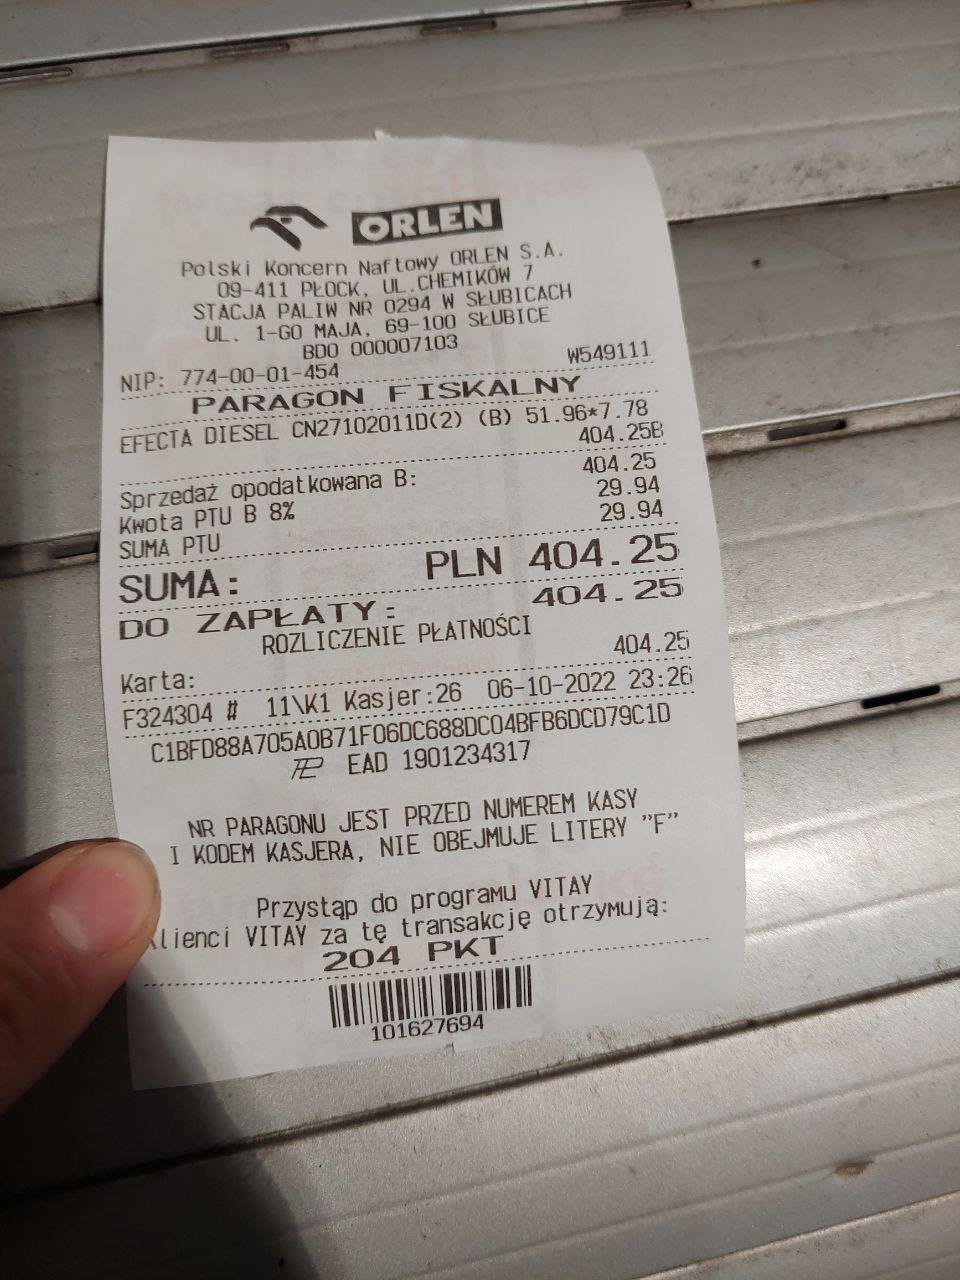 ORLEN
Polski Koncern Naftowy ORLEN S.A.
09-411 PŁOCK, UL.CHEMIKÓW 7
STACJA PALIW NR 0294 W SŁUBICACH
UL. 1-GO MAJA, 69-100 SŁUBICE
BDO 000007103
NIP: 774-00-01-454 W549111
PARAGON FISKALNY
EFECTA DIESEL CN27102011D(2) (B) 51.96*7.78
404.25B
Sprzedaż opodatkowana B: 404.25
Kwota PTU B 8% 29.94
SUMA PTU 29.94
SUMA: PLN 404.25
DO ZAPŁATY: 404.25
ROZLICZENIE PŁATNOŚCI
Karta: 404.25
F324304 # 11\K1 Kasjer:26 06-10-2022 23:26
C1BFD88A705A0B71F06DC688DC04BFB6DCD79C1D
EAD 1901234317
NR PARAGONU JEST PRZED NUMEREM KASY
I KODEM KASJERA, NIE OBEJMUJE LITERY "F"
Przystąp do programu VITAY
Klienci VITAY za tę transakcję otrzymują:
204 PKT
101627694